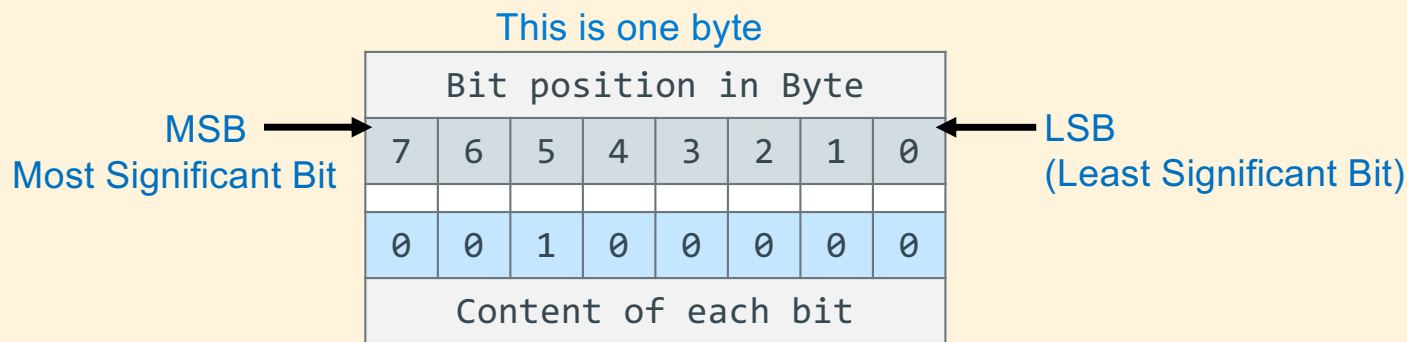 This is one byte
Bit position in Byte
MSB
Most Significant Bit
7 6 5 4 3 2 1 0
LSB
(Least Significant Bit)
0 0 1 0 0 0 0 0
Content of each bit